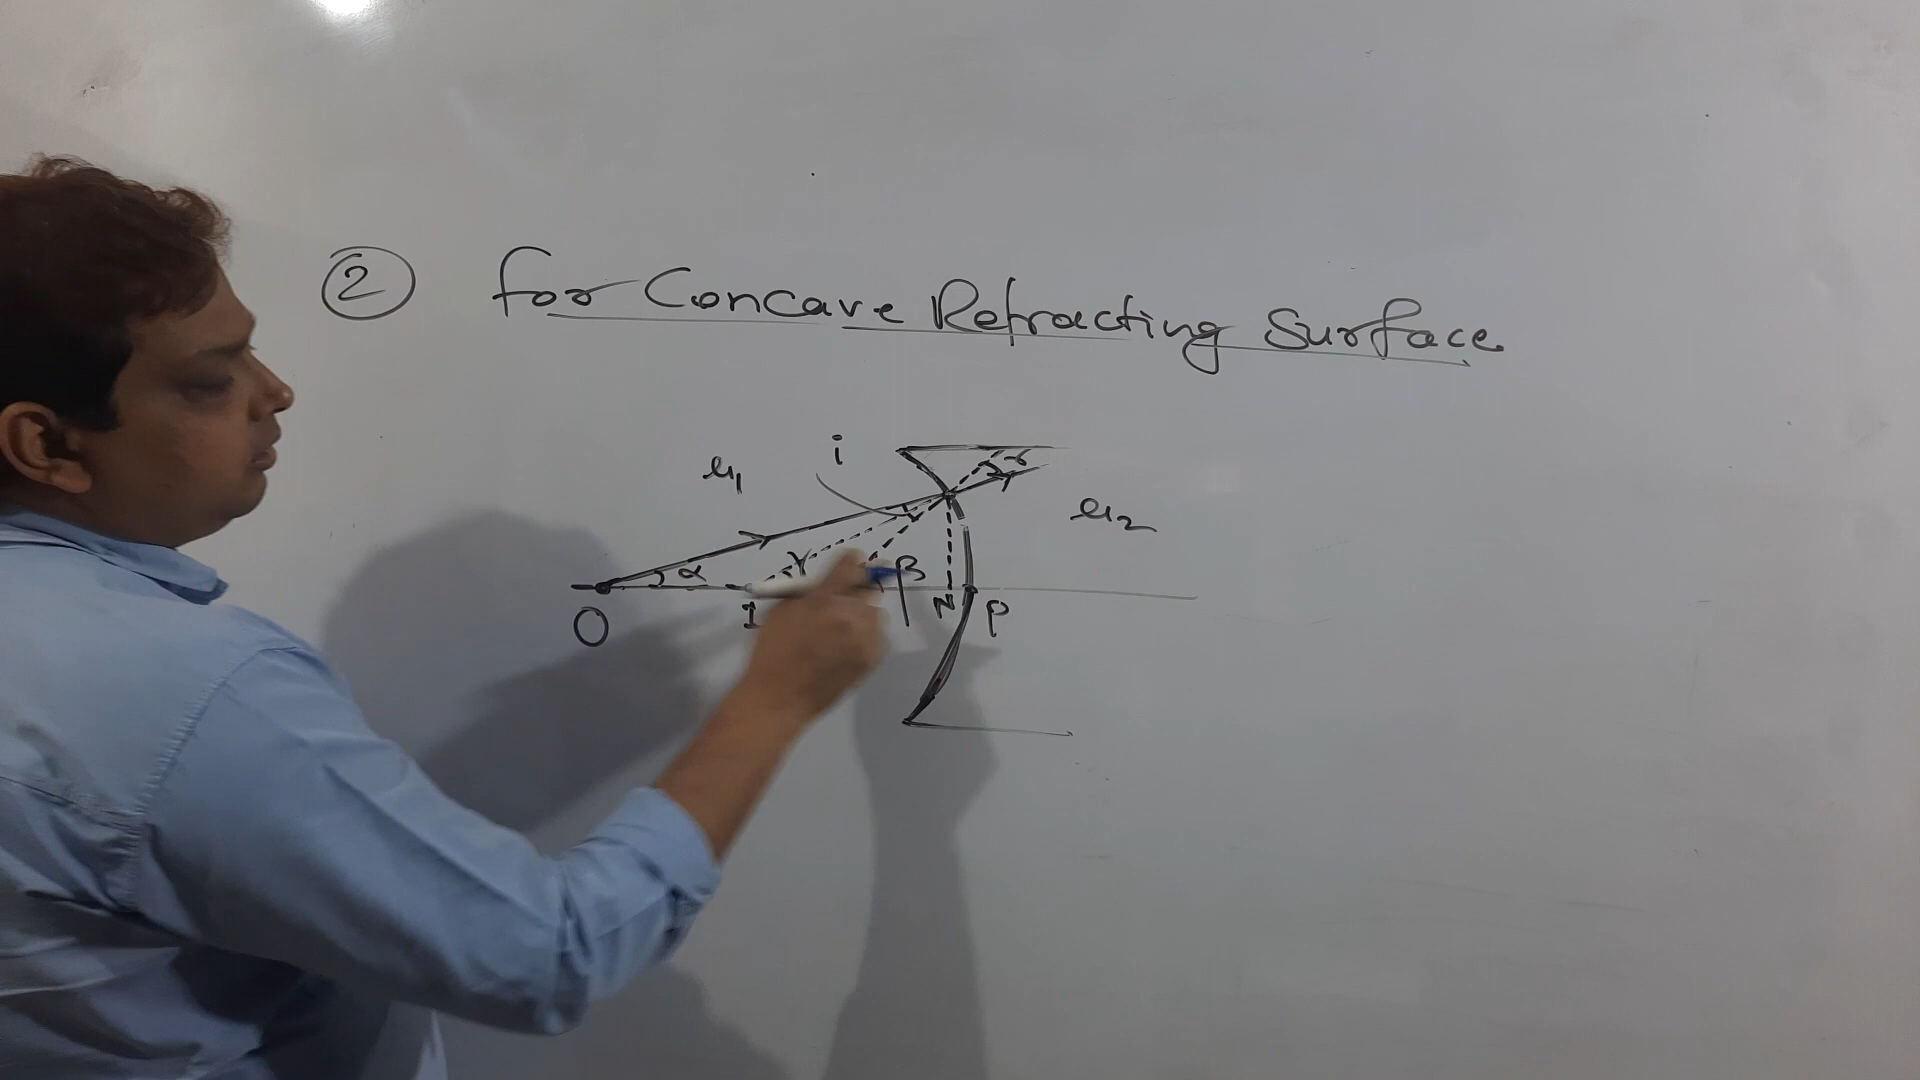 ② for Concave Refracting Surface
i
r
μ₁
μ₂
α γ β
O I N P